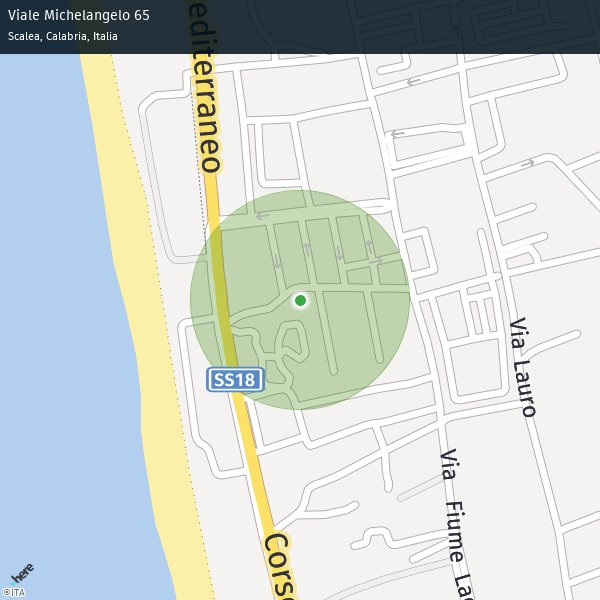 Viale Michelangelo 65
Scalea, Calabria, Italia
editerraneo
SS18
Via Lauro
Via Fiume La
Corso
here
©ITA